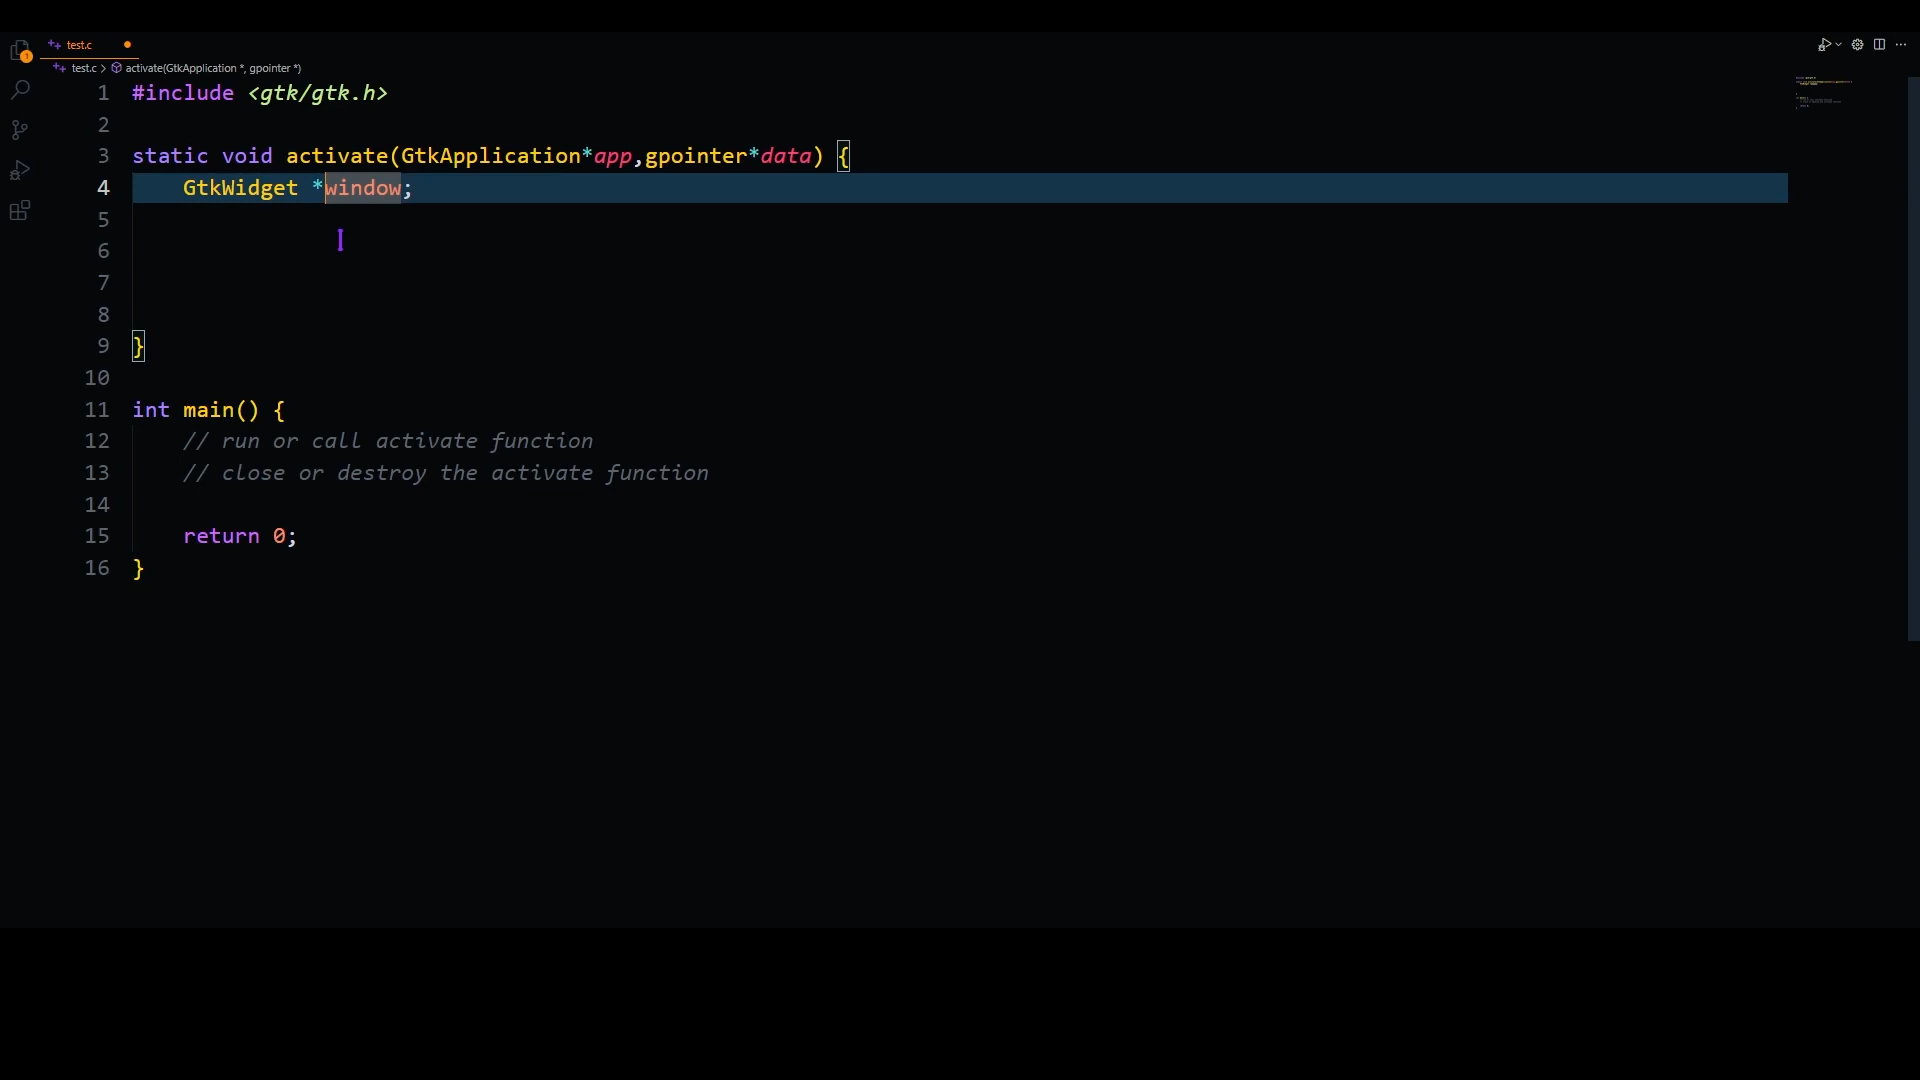 test.c
test.c > activate(GtkApplication *, gpointer *)
1 #include <gtk/gtk.h>
2
3 static void activate(GtkApplication*app,gpointer*data) {
4     GtkWidget *window;
5
6
7
8
9 }
10
11 int main() {
12     // run or call activate function
13     // close or destroy the activate function
14
15     return 0;
16 }